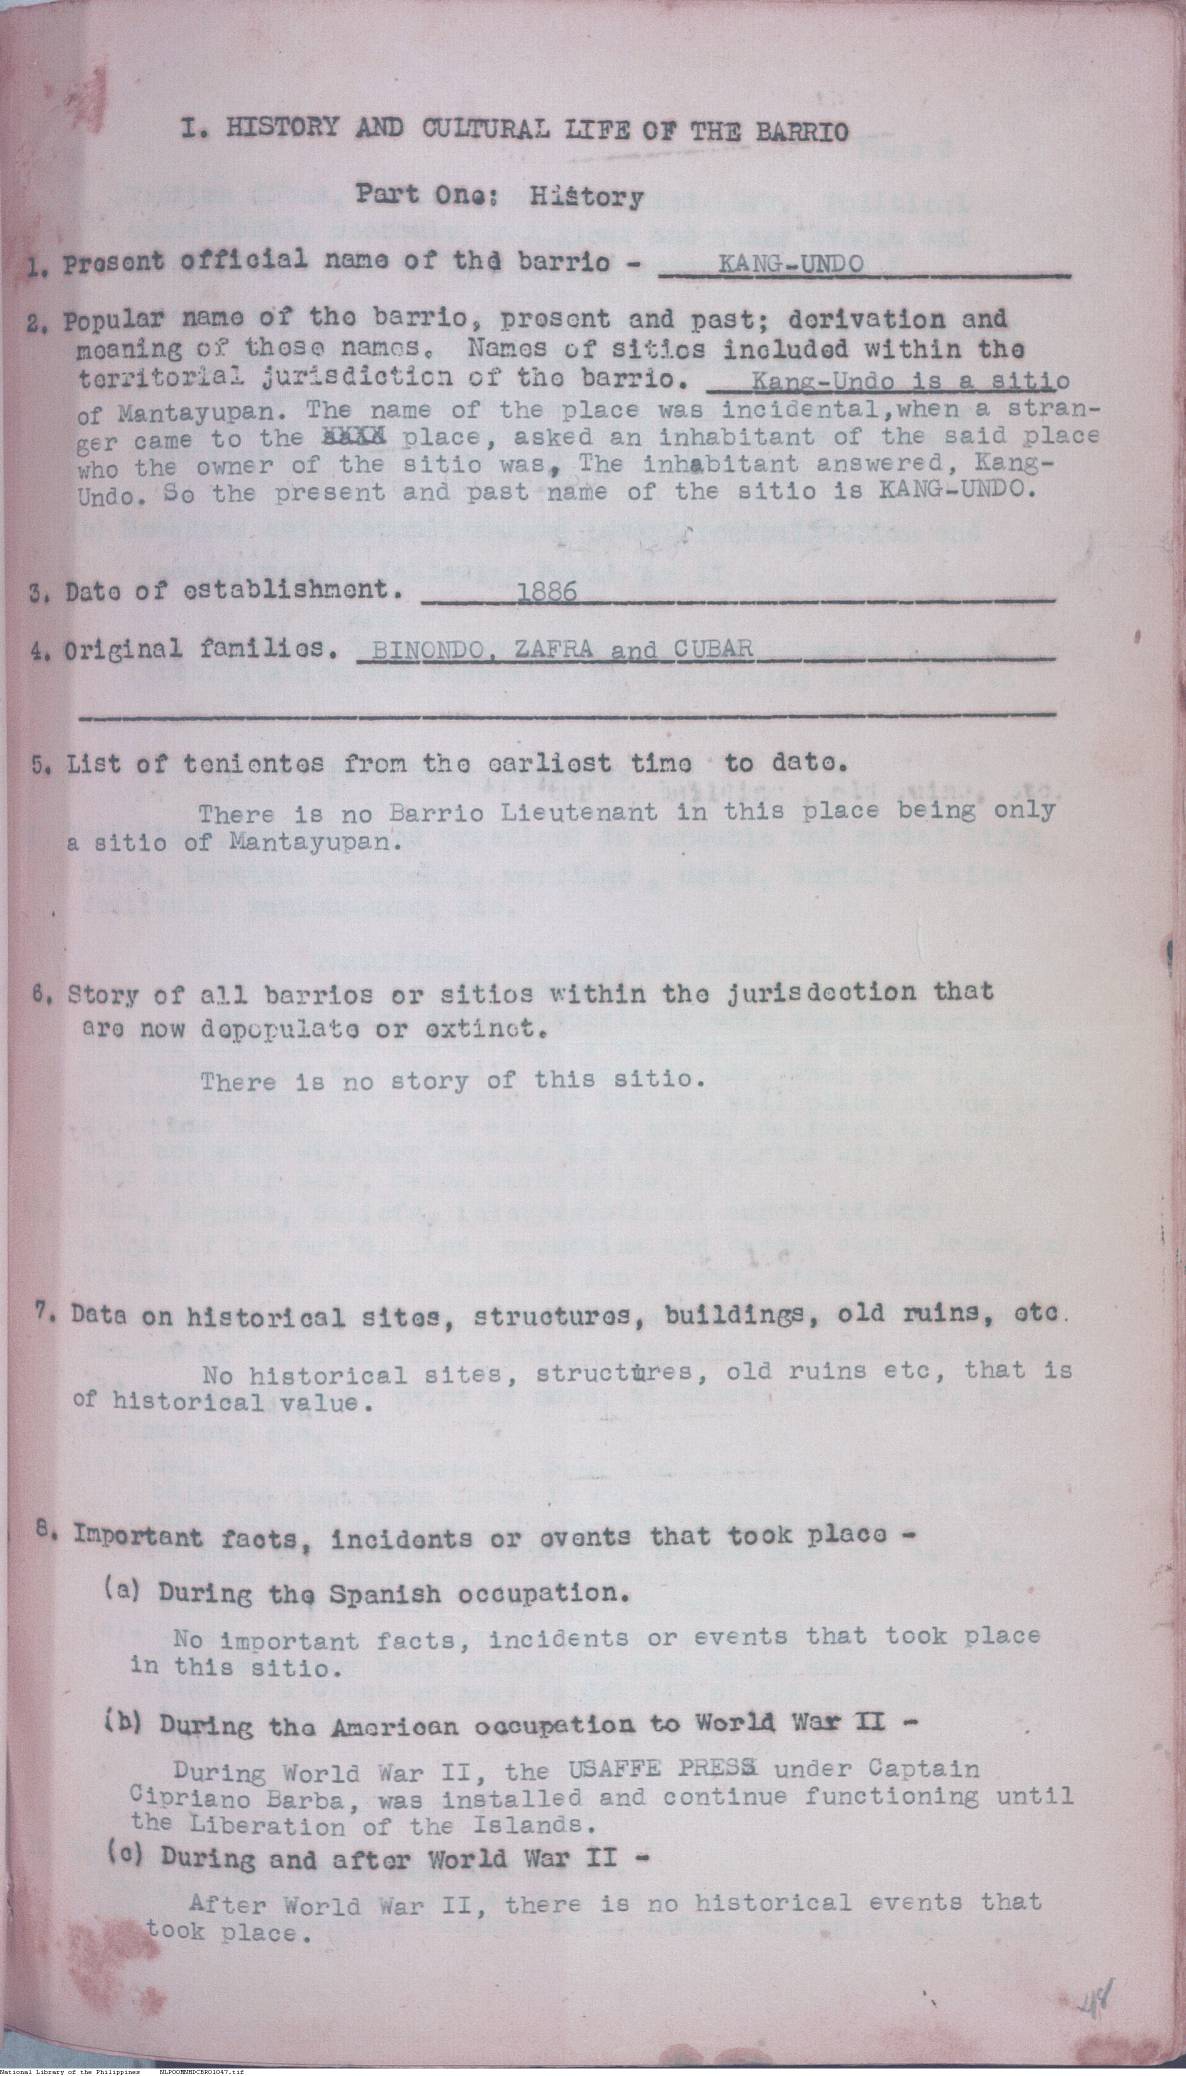 I. HISTORY AND CULTURAL LIFE OF THE BARRIO
Part One: History
1. Present official name of the barrio - KANG-UNDO
2. Popular name of the barrio, present and past; derivation and
meaning of these names. Names of sitios included within the
territorial jurisdiction of the barrio. Kang-Undo is a sitio
of Mantayupan. The name of the place was incidental,when a stran-
ger came to the xxxx place, asked an inhabitant of the said place
who the owner of the sitio was, The inhabitant answered, Kang-
Undo. So the present and past name of the sitio is KANG-UNDO.
3. Date of establishment. 1886
4. Original families. BINONDO, ZAFRA and CUBAR
5. List of tenientes from the earliest time to date.
There is no Barrio Lieutenant in this place being only
a sitio of Mantayupan.
6. Story of all barrios or sitios within the jurisdection that
are now depopulate or extinct.
There is no story of this sitio.
7. Data on historical sites, structures, buildings, old ruins, etc.
No historical sites, structures, old ruins etc, that is
of historical value.
8. Important facts, incidents or events that took place -
(a) During the Spanish occupation.
No important facts, incidents or events that took place
in this sitio.
(b) During the American occupation to World War II -
During World War II, the USAFFE PRESS under Captain
Cipriano Barba, was installed and continue functioning until
the Liberation of the Islands.
(c) During and after World War II -
After World War II, there is no historical events that
took place.
48
National Library of the Philippines NLPOOMNHDCBRO1047.tif